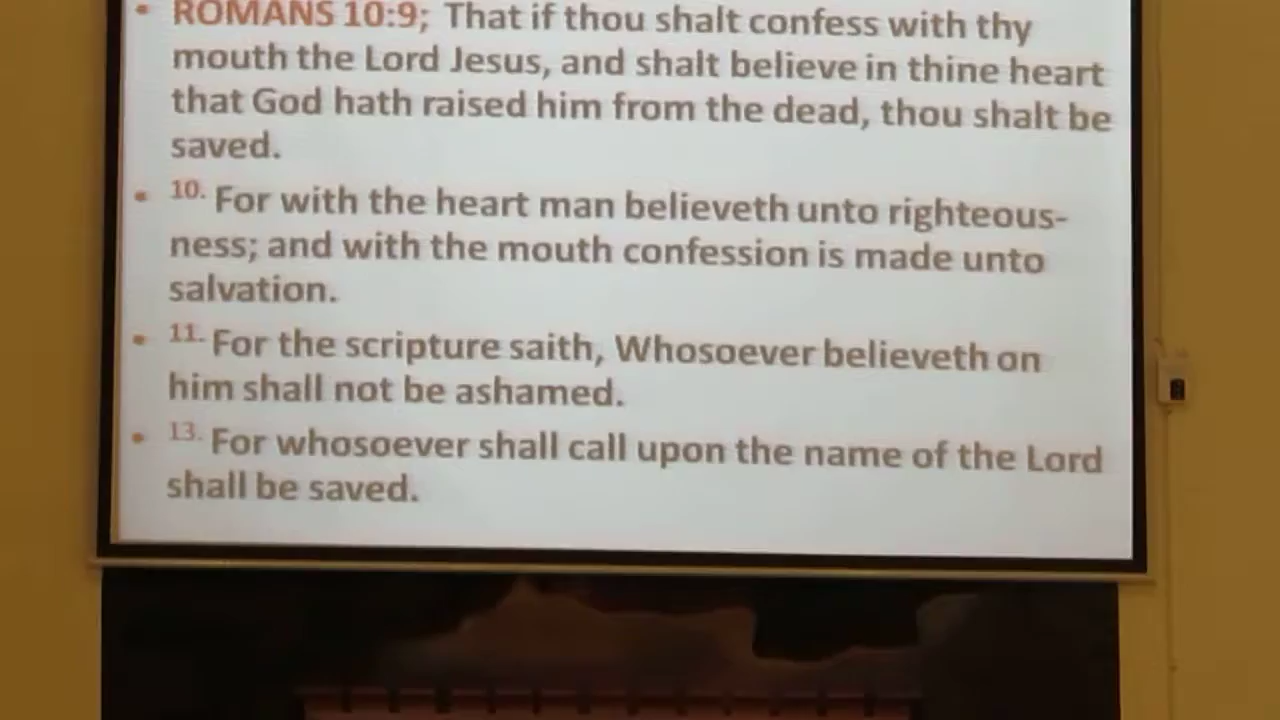 • ROMANS 10:9; That if thou shalt confess with thy
mouth the Lord Jesus, and shalt believe in thine heart
that God hath raised him from the dead, thou shalt be
saved.
• 10. For with the heart man believeth unto righteous-
ness; and with the mouth confession is made unto
salvation.
• 11. For the scripture saith, Whosoever believeth on
him shall not be ashamed.
• 13. For whosoever shall call upon the name of the Lord
shall be saved.